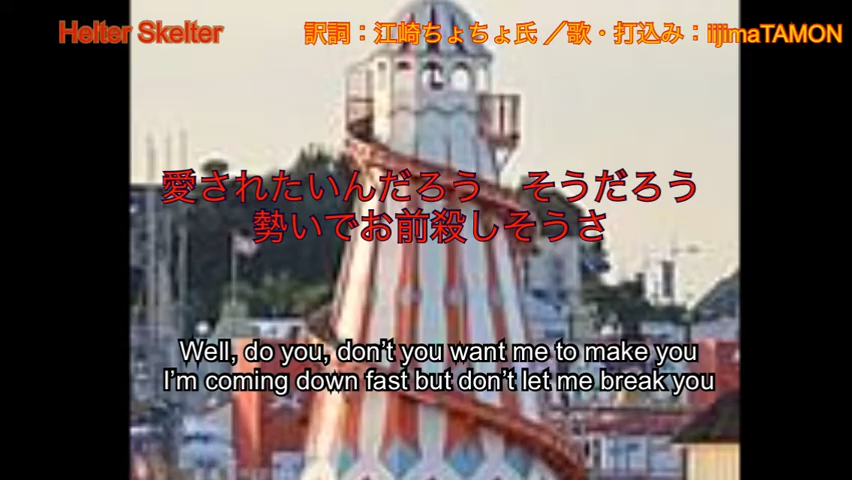 Helter Skelter
訳詞：江崎ちょちょ氏／歌・打込み：iijimaTAMON
愛されたいんだろう　そうだろう
勢いでお前殺しそうさ
Well, do you, don't you want me to make you
I'm coming down fast but don't let me break you